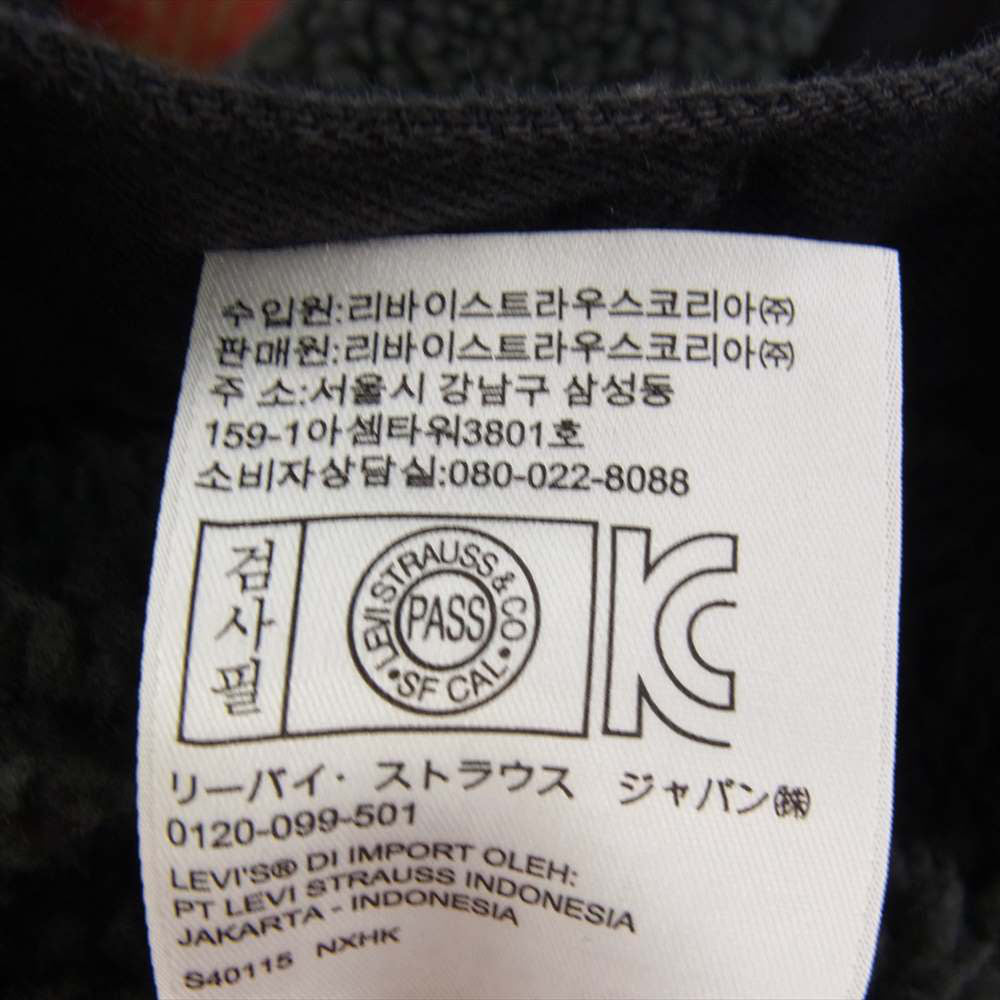 수입원:리바이스트라우스코리아㈜
판매원:리바이스트라우스코리아㈜
주 소:서울시 강남구 삼성동
159-1아셈타워3801호
소비자상담실:080-022-8088
검사필
LEVI STRAUSS & CO
PASS
•SF CAL•
KC
リーバイ・ストラウス ジャパン㈱
0120-099-501
LEVI'S® DI IMPORT OLEH:
PT LEVI STRAUSS INDONESIA
JAKARTA - INDONESIA
S40115 NXHK